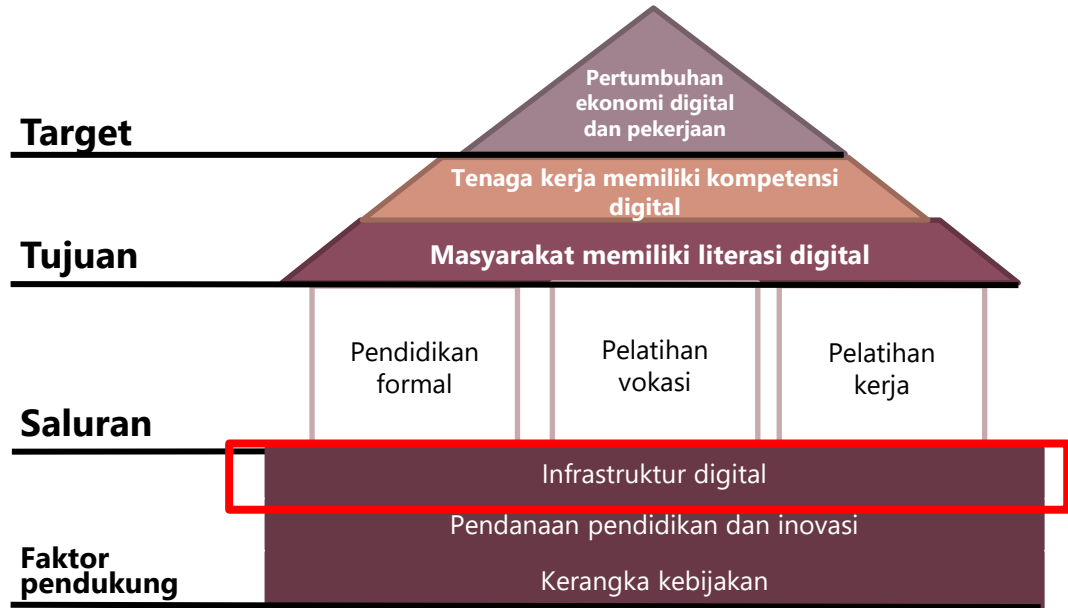 Pertumbuhan
ekonomi digital
dan pekerjaan
Target
Tenaga kerja memiliki kompetensi
digital
Tujuan
Masyarakat memiliki literasi digital
Pendidikan
formal
Pelatihan
vokasi
Pelatihan
kerja
Saluran
Infrastruktur digital
Pendanaan pendidikan dan inovasi
Faktor
pendukung
Kerangka kebijakan